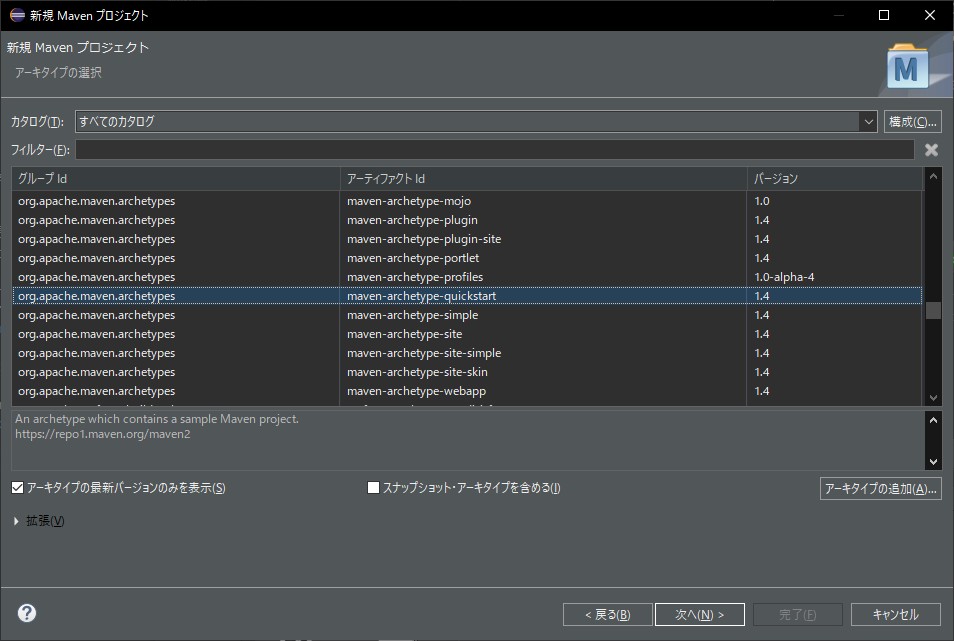 新規 Maven プロジェクト
新規 Maven プロジェクト
アーキタイプの選択
M
カタログ(T): すべてのカタログ 構成(C)...
フィルター(F):
グループ Id アーティファクト Id バージョン
org.apache.maven.archetypes maven-archetype-mojo 1.0
org.apache.maven.archetypes maven-archetype-plugin 1.4
org.apache.maven.archetypes maven-archetype-plugin-site 1.4
org.apache.maven.archetypes maven-archetype-portlet 1.4
org.apache.maven.archetypes maven-archetype-profiles 1.0-alpha-4
org.apache.maven.archetypes maven-archetype-quickstart 1.4
org.apache.maven.archetypes maven-archetype-simple 1.4
org.apache.maven.archetypes maven-archetype-site 1.4
org.apache.maven.archetypes maven-archetype-site-simple 1.4
org.apache.maven.archetypes maven-archetype-site-skin 1.4
org.apache.maven.archetypes maven-archetype-webapp 1.4
An archetype which contains a sample Maven project.
https://repo1.maven.org/maven2
アーキタイプの最新バージョンのみを表示(S) スナップショット・アーキタイプを含める(I) アーキタイプの追加(A)...
拡張(V)
? < 戻る(B) 次へ(N) > 完了(F) キャンセル